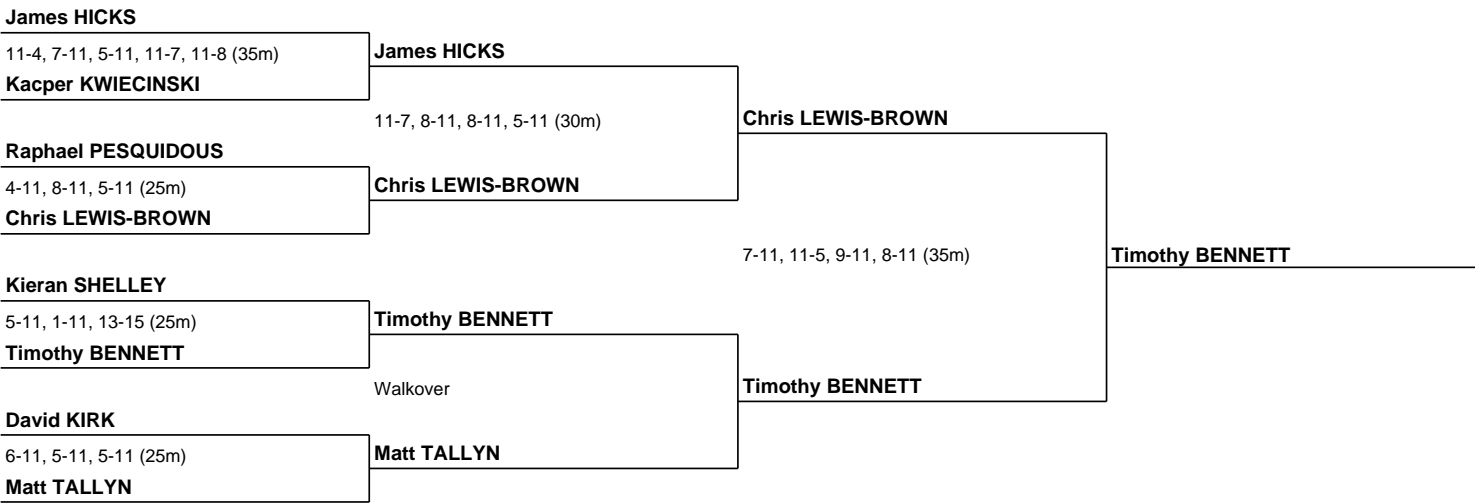 James HICKS
11-4, 7-11, 5-11, 11-7, 11-8 (35m)
Kacper KWIECINSKI
Raphael PESQUIDOUS
4-11, 8-11, 5-11 (25m)
Chris LEWIS-BROWN
Kieran SHELLEY
5-11, 1-11, 13-15 (25m)
Timothy BENNETT
David KIRK
6-11, 5-11, 5-11 (25m)
Matt TALLYN
James HICKS
11-7, 8-11, 8-11, 5-11 (30m)
Chris LEWIS-BROWN
Timothy BENNETT
Walkover
Matt TALLYN
Chris LEWIS-BROWN
7-11, 11-5, 9-11, 8-11 (35m)
Timothy BENNETT
Timothy BENNETT